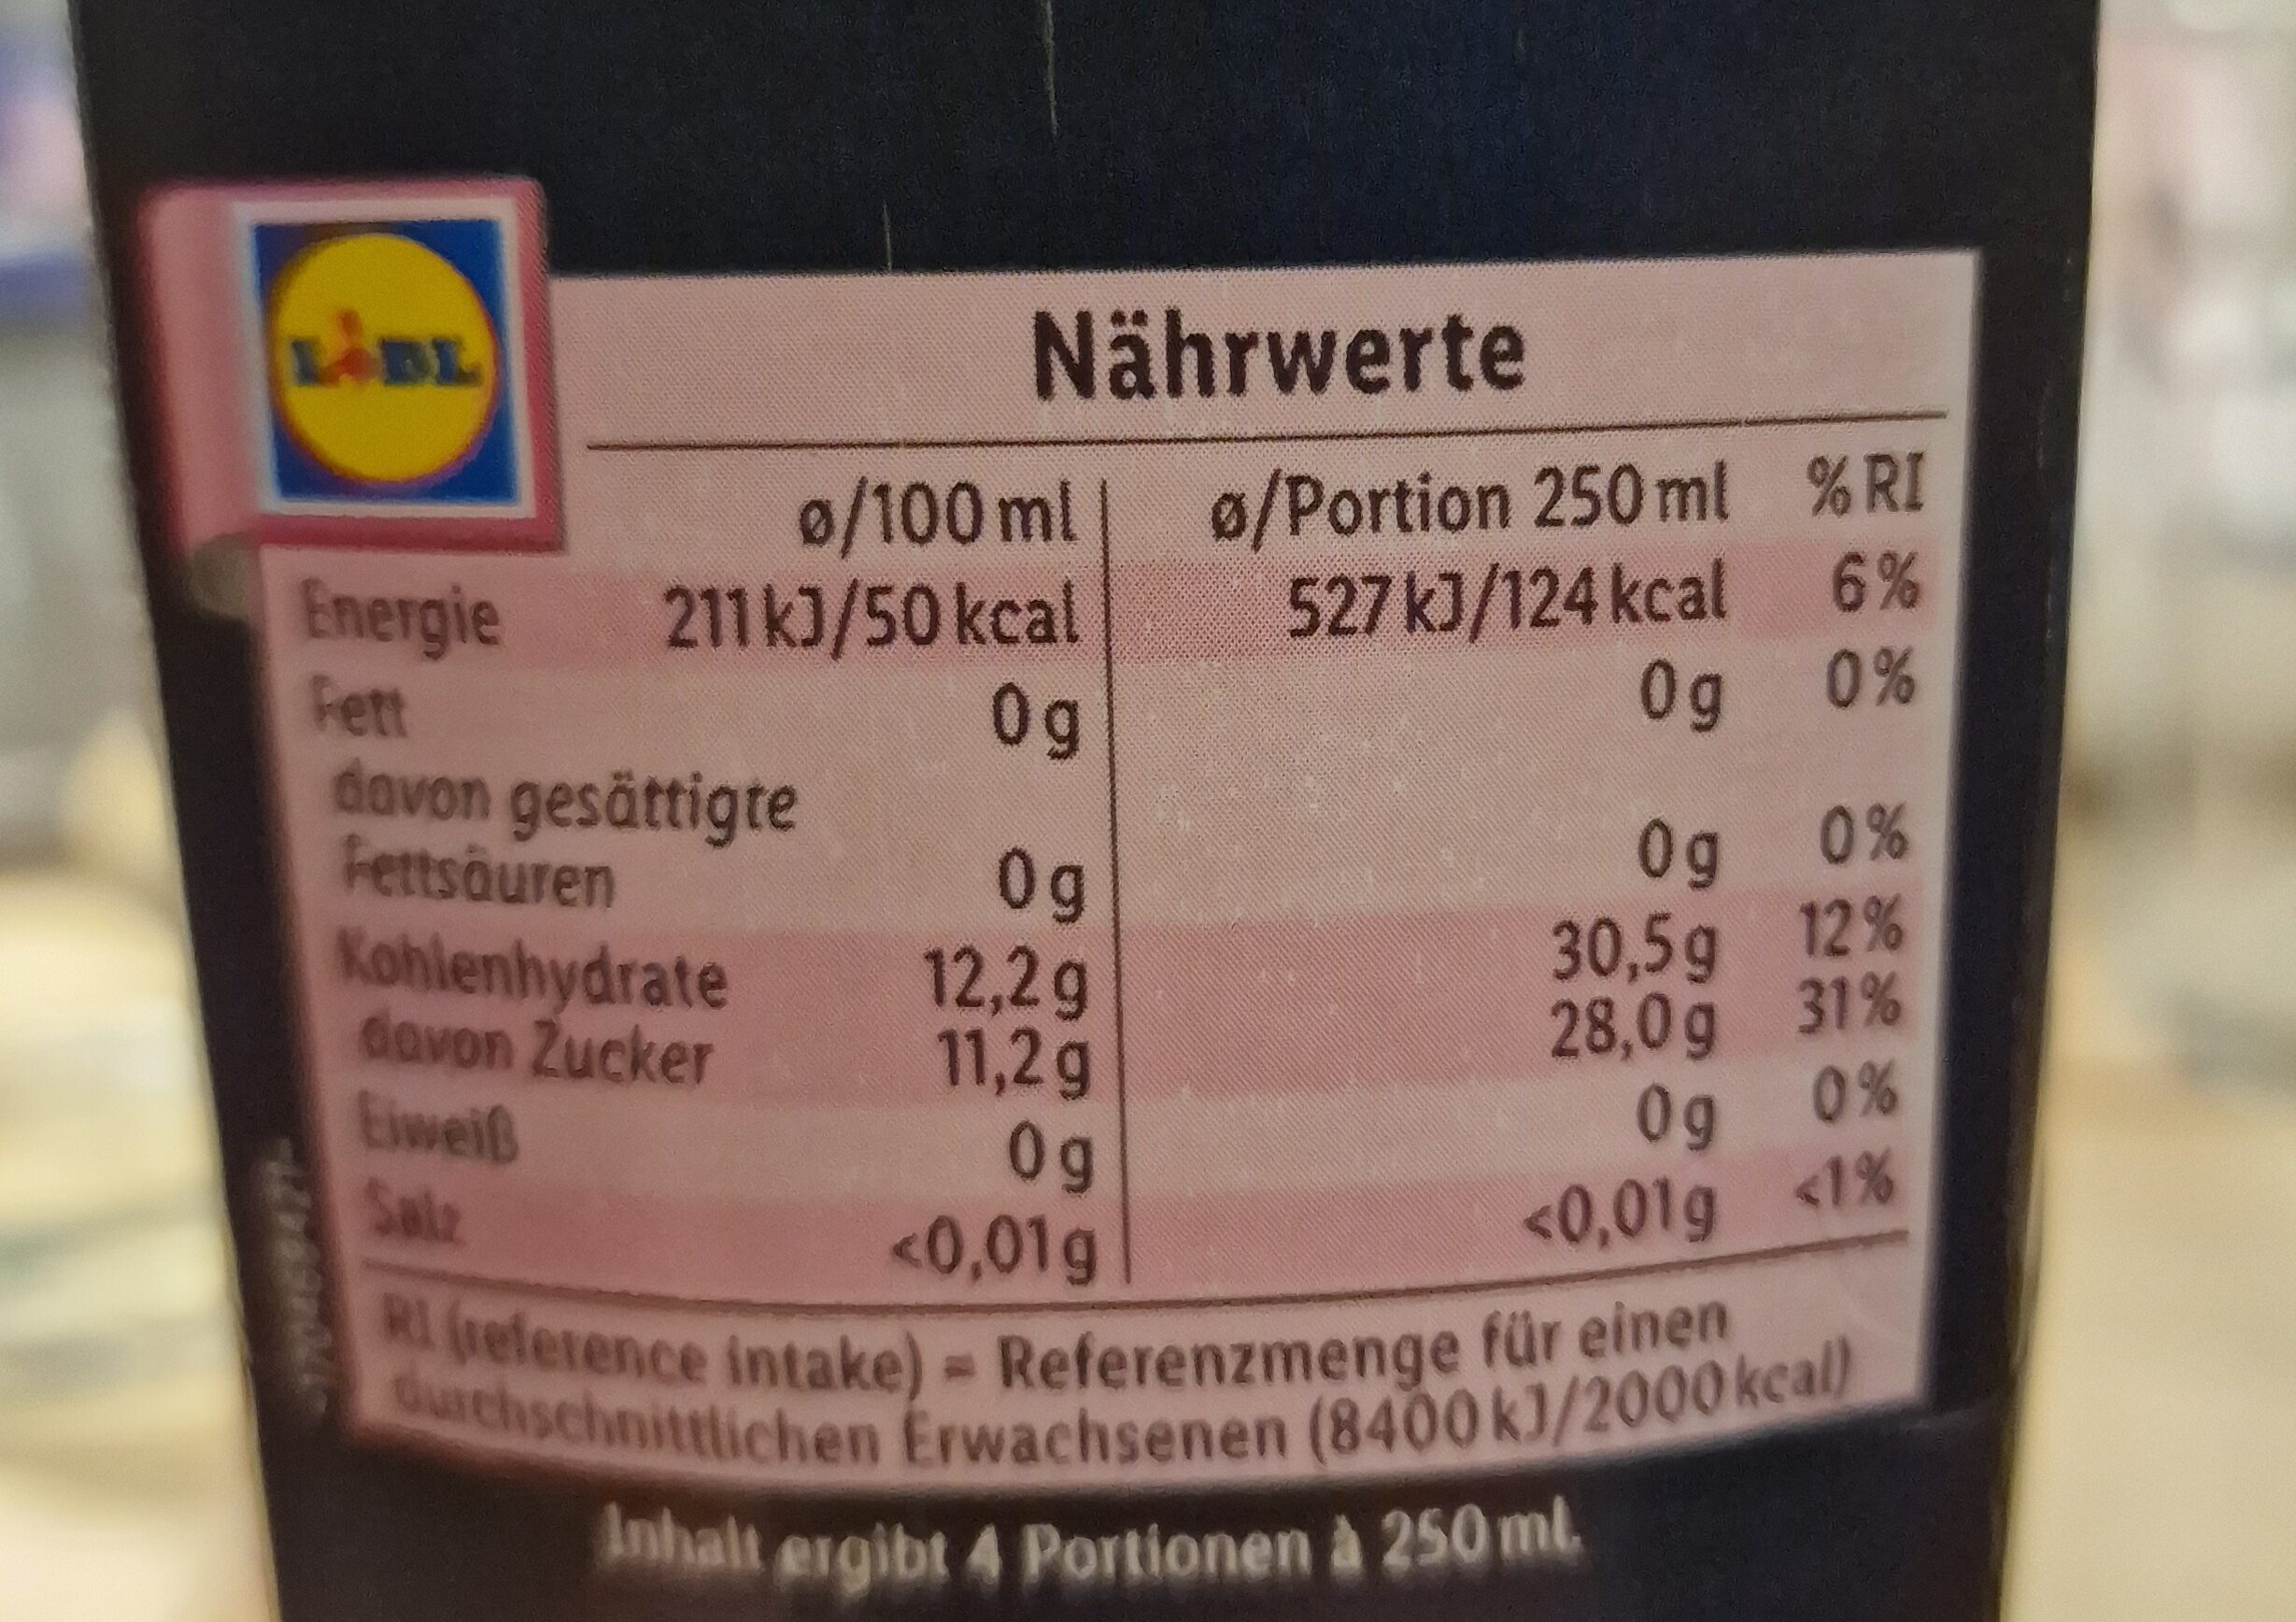 LIDL
Nährwerte
ø/100 ml ø/Portion 250 ml % RI
Energie 211 kJ/50 kcal 527 kJ/124 kcal 6 %
Fett 0 g 0 g 0 %
davon gesättigte
Fettsäuren 0 g 0 g 0 %
Kohlenhydrate 12,2 g 30,5 g 12 %
davon Zucker 11,2 g 28,0 g 31 %
Eiweiß 0 g 0 g 0 %
Salz <0,01 g <0,01 g <1 %
RI (reference intake) = Referenzmenge für einen
durchschnittlichen Erwachsenen (8400 kJ/2000 kcal)
Inhalt ergibt 4 Portionen à 250 ml.